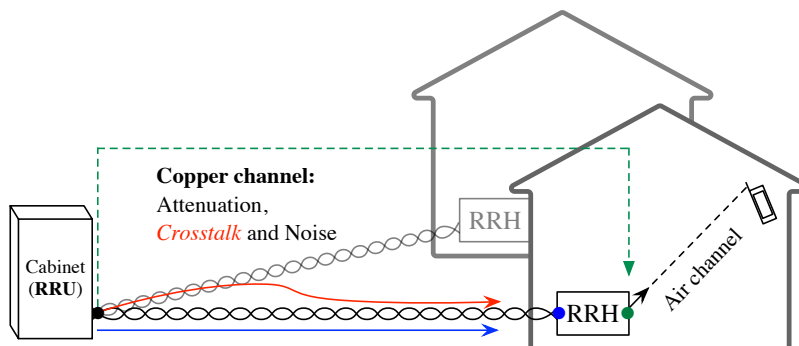 Copper channel:
Attenuation,
Crosstalk and Noise
RRH
Cabinet
(RRU)
RRH
Air channel